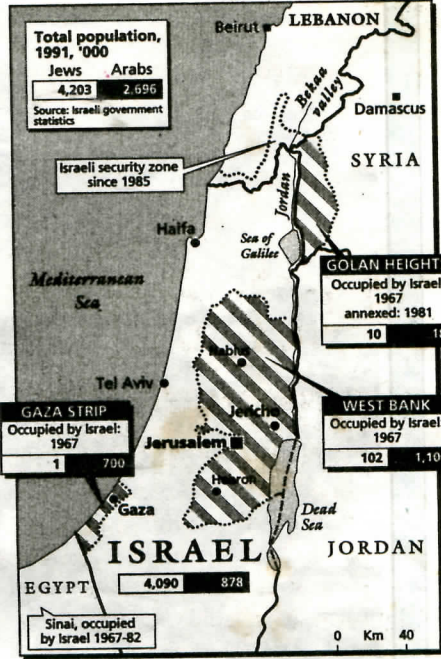 Total population,
1991, '000
Jews Arabs
4,203 2,696
Source: Israeli government
statistics
Beirut
LEBANON
Bekaa
valley
Damascus
SYRIA
Israeli security zone
since 1985
Jordan
Haifa
Sea of
Galilee
Mediterranean
Sea
GOLAN HEIGHT
Occupied by Israel
1967
annexed: 1981
10
Nablus
Tel Aviv
Jericho
WEST BANK
Occupied by Israel
1967
102 1,10
GAZA STRIP
Occupied by Israel:
1967
1 700
Jerusalem
Hebron
Gaza
Dead
Sea
ISRAEL
4,090 878
JORDAN
EGYPT
Sinai, occupied
by Israel 1967-82
0 Km 40